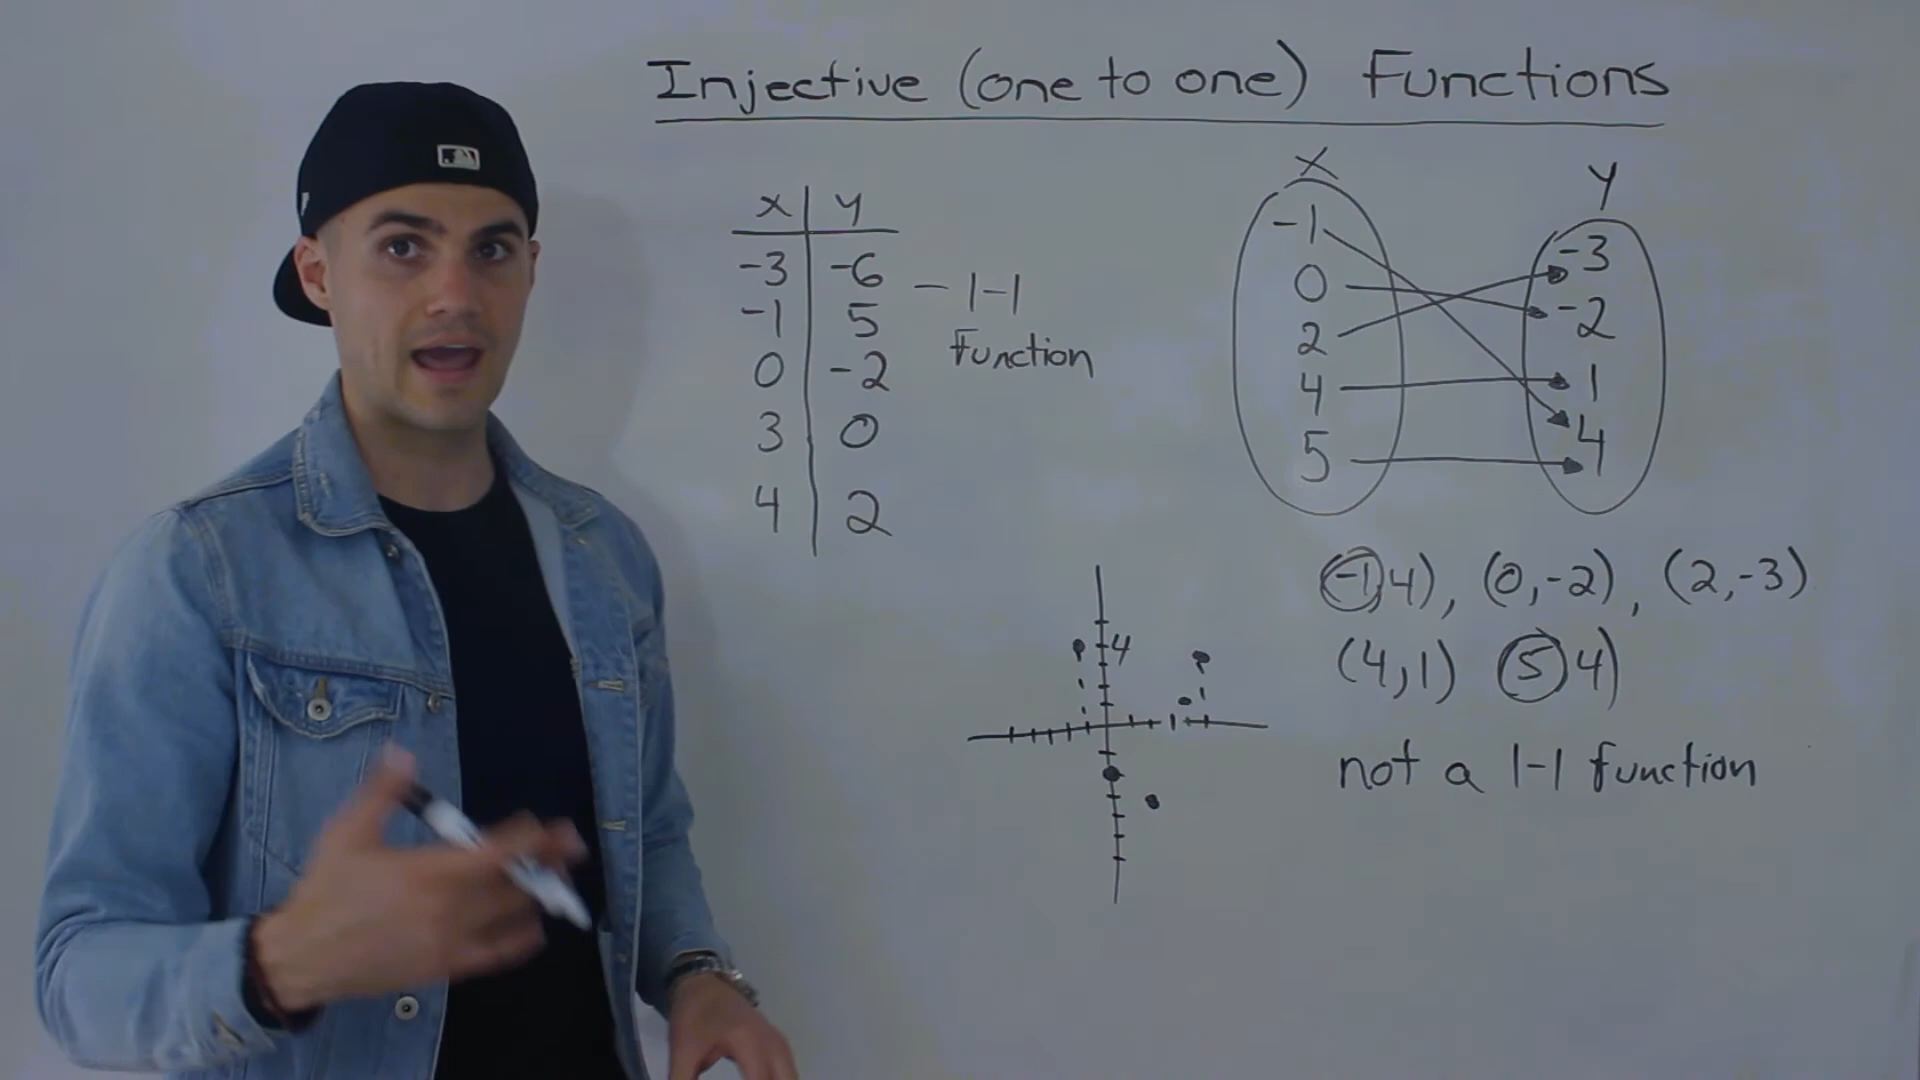 Injective (one to one) Functions
x y
-3 -6
-1 5
0 -2
3 0
4 2
- 1-1
Function
X
-1
0
2
4
5
Y
-3
-2
1
4
(-1,4), (0,-2), (2,-3)
(4,1) (5,4)
not a 1-1 function
4